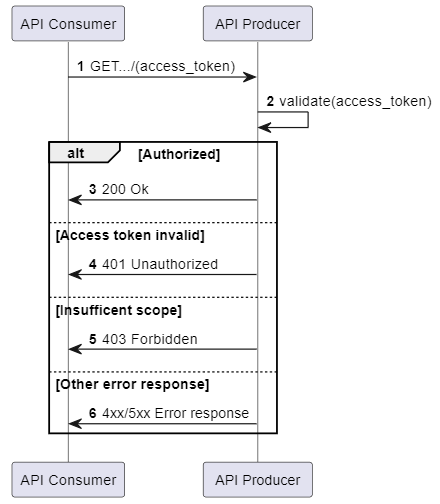 API Consumer API Producer
1 GET.../(access_token)
2 validate(access_token)
alt [Authorized]
3 200 Ok
[Access token invalid]
4 401 Unauthorized
[Insufficent scope]
5 403 Forbidden
[Other error response]
6 4xx/5xx Error response
API Consumer API Producer